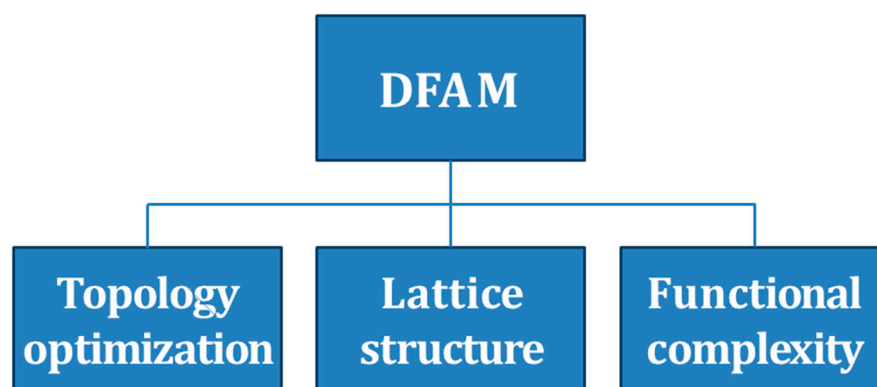 DFAM
Topology
optimization
Lattice
structure
Functional
complexity